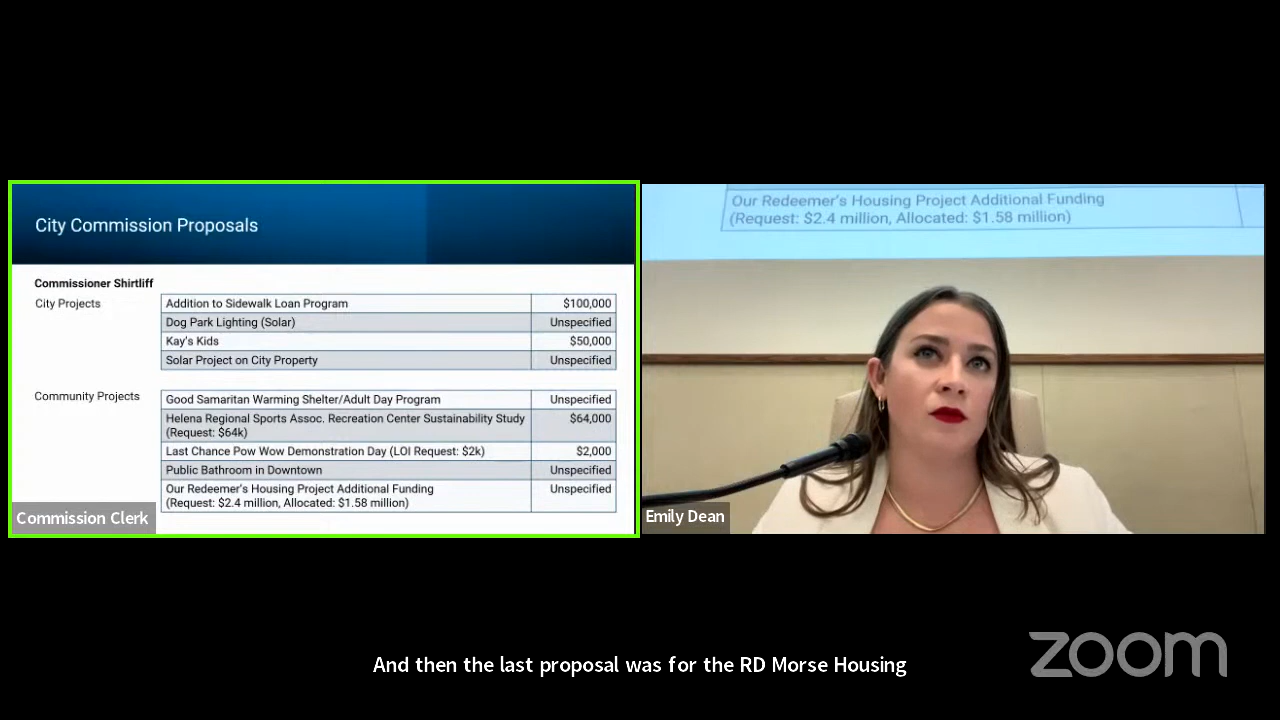 City Commission Proposals
Commissioner Shirtliff
City Projects
Addition to Sidewalk Loan Program $100,000
Dog Park Lighting (Solar) Unspecified
Kay's Kids $50,000
Solar Project on City Property Unspecified
Community Projects
Good Samaritan Warming Shelter/Adult Day Program Unspecified
Helena Regional Sports Assoc. Recreation Center Sustainability Study $64,000
(Request: $64k)
Last Chance Pow Wow Demonstration Day (LOI Request: $2k) $2,000
Public Bathroom in Downtown Unspecified
Our Redeemer's Housing Project Additional Funding Unspecified
(Request: $2.4 million, Allocated: $1.58 million)
Commission Clerk
Our Redeemer's Housing Project Additional Funding
(Request: $2.4 million, Allocated: $1.58 million)
Emily Dean
And then the last proposal was for the RD Morse Housing
zoom